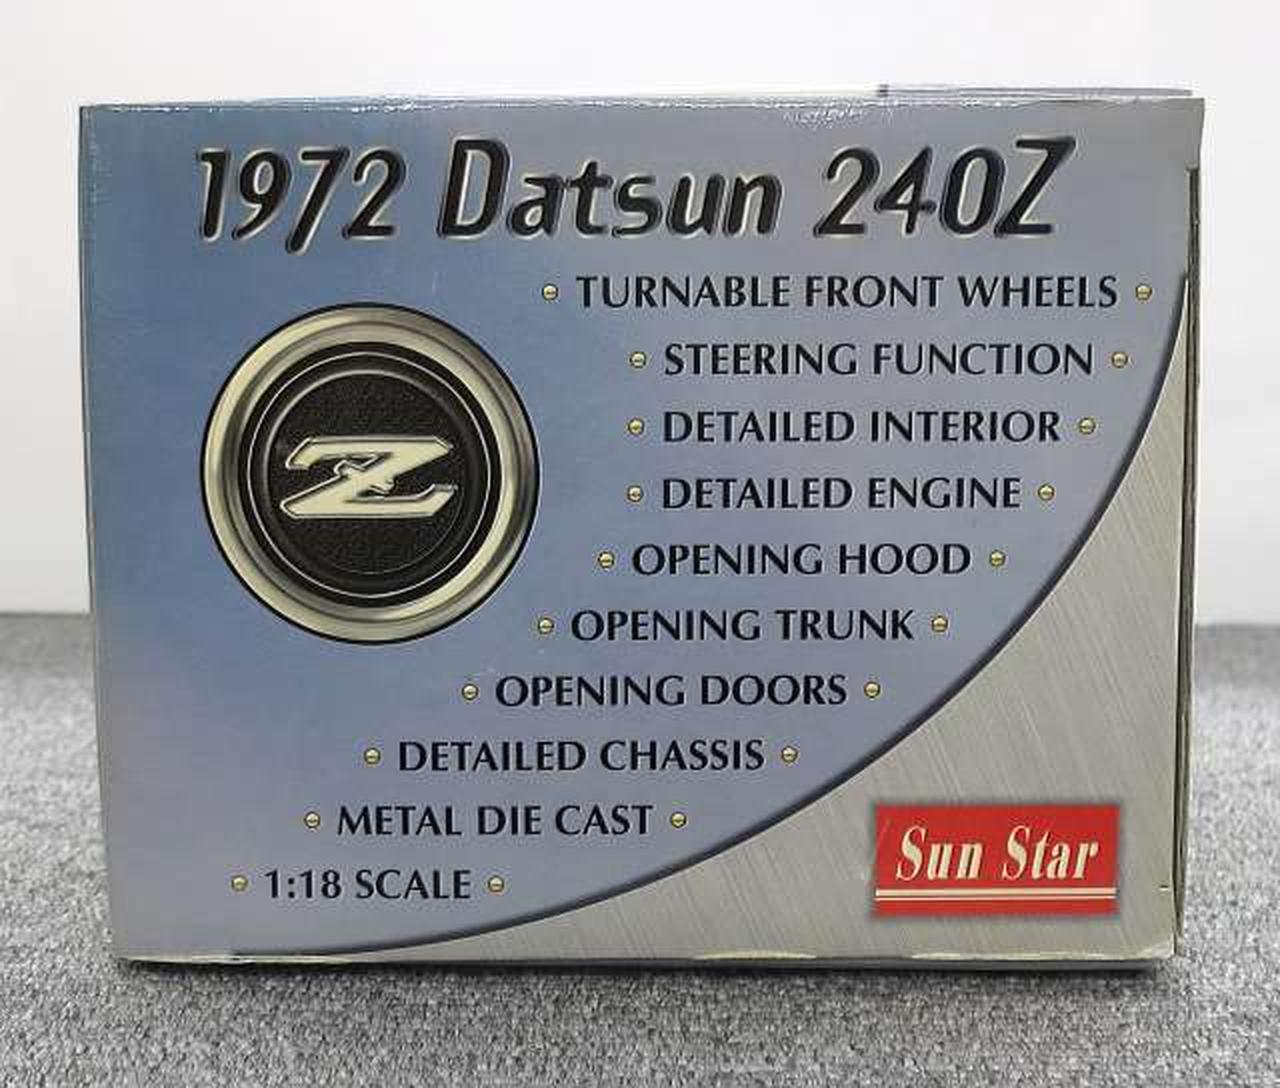 1972 Datsun 240Z
• TURNABLE FRONT WHEELS •
• STEERING FUNCTION •
• DETAILED INTERIOR •
• DETAILED ENGINE •
• OPENING HOOD •
• OPENING TRUNK •
• OPENING DOORS •
• DETAILED CHASSIS •
• METAL DIE CAST •
• 1:18 SCALE •
Z
Sun Star